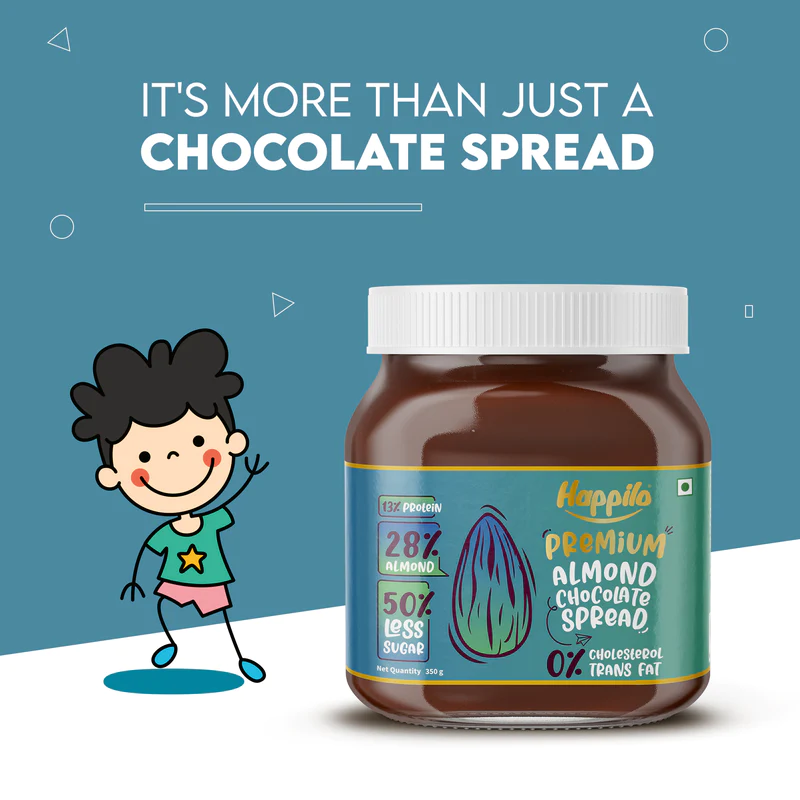 IT'S MORE THAN JUST A
CHOCOLATE SPREAD
Happilo
PREMIUM
ALMOND
CHOCOLATE
SPREAD
0% CHOLESTEROL
TRANS FAT
13% PROTEIN
28%
ALMOND
50%
LESS
SUGAR
Net Quantity 350 g